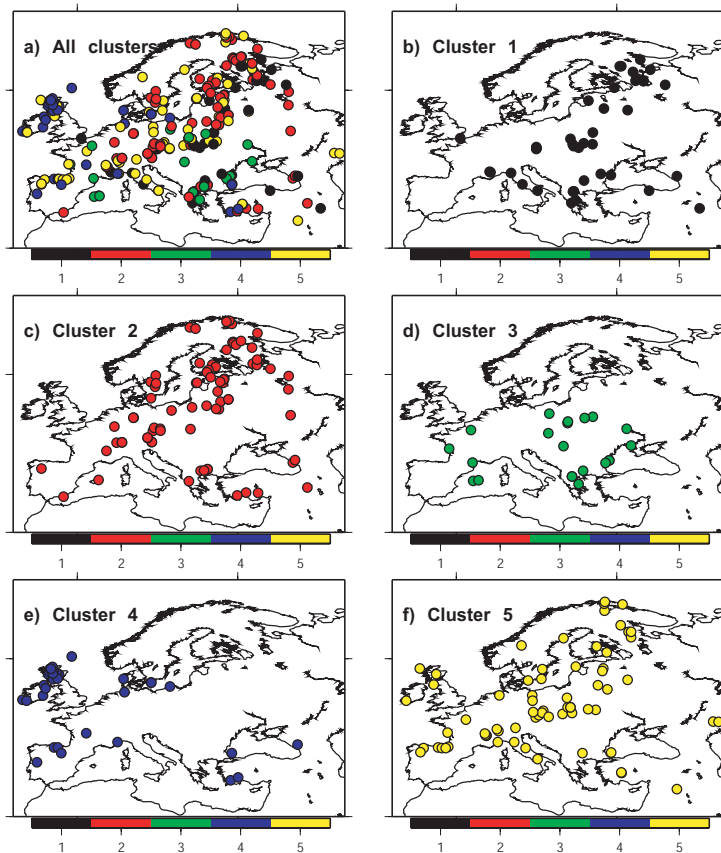 a) All clusters
b) Cluster 1
1 2 3 4 5
1 2 3 4 5
c) Cluster 2
d) Cluster 3
1 2 3 4 5
1 2 3 4 5
e) Cluster 4
f) Cluster 5
1 2 3 4 5
1 2 3 4 5